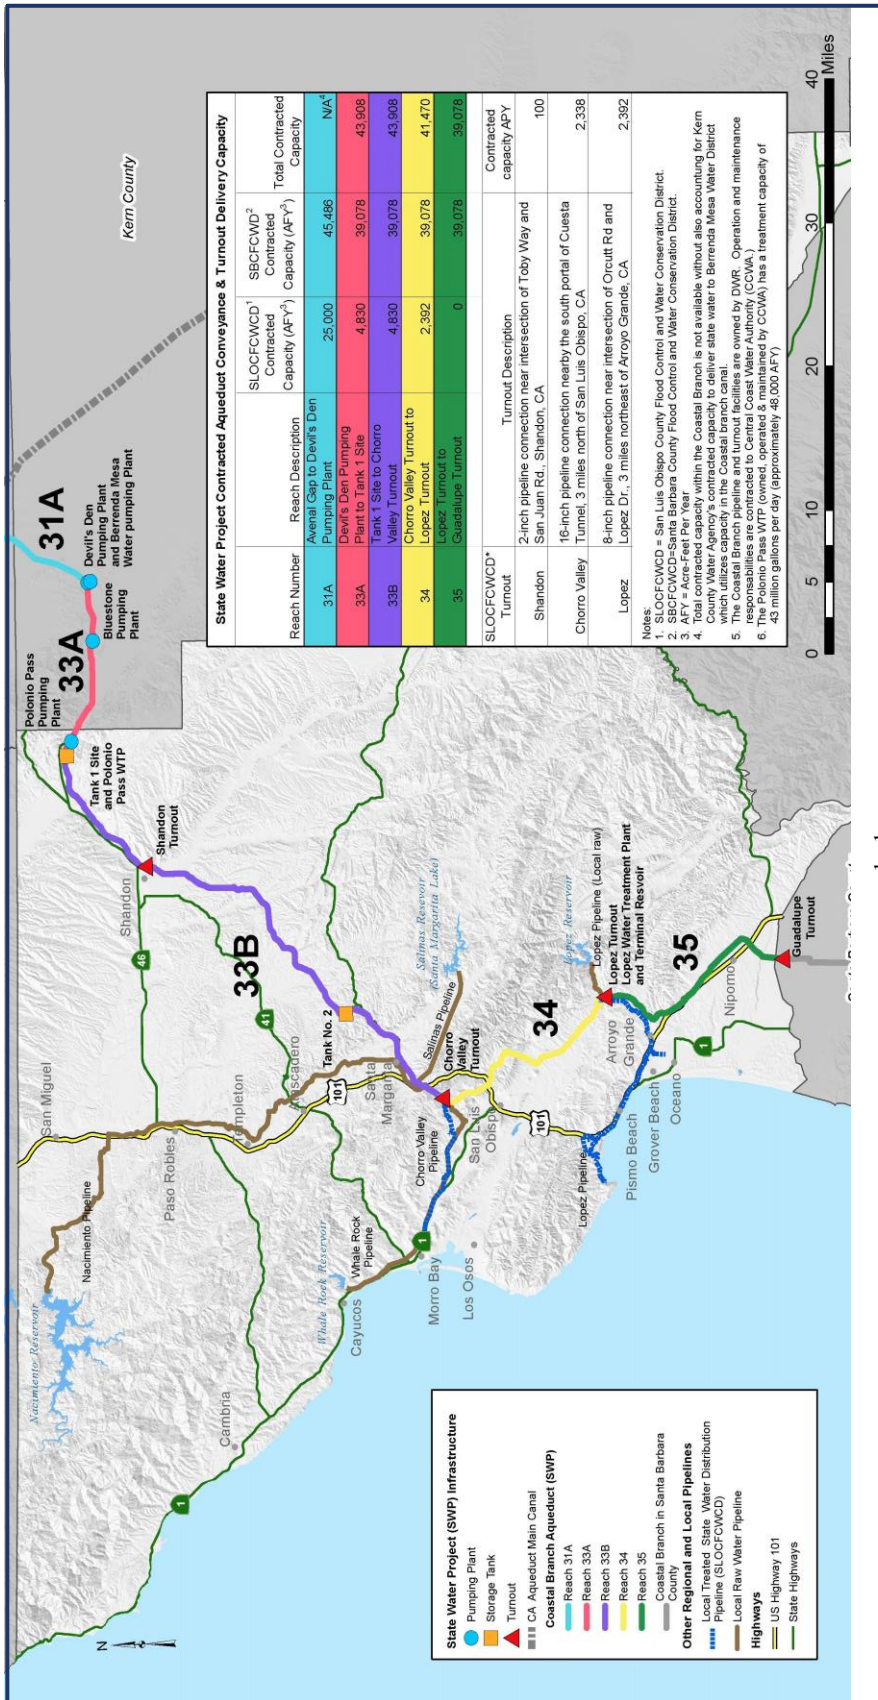 Kern County
31A
33A
33B
34
35
Devil's Den
Pumping Plant
and Berrenda Mesa
Water pumping Plant
Bluestone
Pumping
Plant
Polonio Pass
Pumping
Plant
Tank 1 Site
and Polonio
Pass WTP
Shandon
Turnout
Shandon
46
41
Tank No. 2
San Miguel
Nacimiento Pipeline
Nacimiento Reservoir
Paso Robles
Templeton
Atascadero
101
Santa
Margarita
Salinas Resevoir
(Santa Margarita Lake)
Salinas Pipeline
Chorro
Valley
Turnout
Chorro Valley
Pipeline
San Luis
Obispo
101
Whale Rock Reservoir
Whale Rock
Pipeline
Cayucos
Cambria
1
1
Morro Bay
Los Osos
Lopez Pipeline (Local raw)
Lopez Reservoir
Lopez Turnout
Lopez Water Treatment Plant
and Terminal Resvoir
Arroyo
Grande
Lopez Pipeline
Pismo Beach
Grover Beach
Oceano
1
Nipomo
Guadalupe
Turnout
State Water Project Contracted Aqueduct Conveyance & Turnout Delivery Capacity
Reach Number Reach Description SLOCFCWCD1 Contracted Capacity (AFY3) SBCFCWD2 Contracted Capacity (AFY3) Total Contracted Capacity
31A Avenal Gap to Devil's Den Pumping Plant 25,000 45,486 N/A4
33A Devil's Den Pumping Plant to Tank 1 Site 4,830 39,078 43,908
33B Tank 1 Site to Chorro Valley Turnout 4,830 39,078 43,908
34 Chorro Valley Turnout to Lopez Turnout 2,392 39,078 41,470
35 Lopez Turnout to Guadalupe Turnout 0 39,078 39,078
SLOCFCWCD* Turnout Turnout Description Contracted capacity APY
Shandon 2-inch pipeline connection near intersection of Toby Way and San Juan Rd., Shandon, CA 100
Chorro Valley 16-inch pipeline connection nearby the south portal of Cuesta Tunnel, 3 miles north of San Luis Obispo, CA 2,338
Lopez 8-inch pipeline connection near intersection of Orcutt Rd and Lopez Dr., 3 miles northeast of Arroyo Grande, CA 2,392
Notes:
1. SLOCFCWCD = San Luis Obispo County Flood Control and Water Conservation District.
2. SBCFCWCD=Santa Barbara County Flood Control and Water Conservation District.
3. AFY = Acre-Feet Per Year
4. Total contracted capacity within the Coastal Branch is not available without also accounting for Kern
County Water Agency's contracted capacity to deliver state water to Berrenda Mesa Water District
which utilizes capacity in the Coastal branch canal.
5. The Coastal Branch pipeline and turnout facilities are owned by DWR. Operation and maintenance
responsabilities are contracted to Central Coast Water Authority (CCWA.)
6. The Polonio Pass WTP (owned, operated & maintained by CCWA) has a treatment capacity of
43 million gallons per day (approximately 48,000 AFY)
0 5 10 20 30 40
Miles
N
State Water Project (SWP) Infrastructure
Pumping Plant
Storage Tank
Turnout
CA Aqueduct Main Canal
Coastal Branch Aqueduct (SWP)
Reach 31A
Reach 33A
Reach 33B
Reach 34
Reach 35
Coastal Branch in Santa Barbara
County
Other Regional and Local Pipelines
Local Treated State Water Distribution
Pipeline (SLOCFCWCD)
Local Raw Water Pipeline
Highways
US Highway 101
State Highways